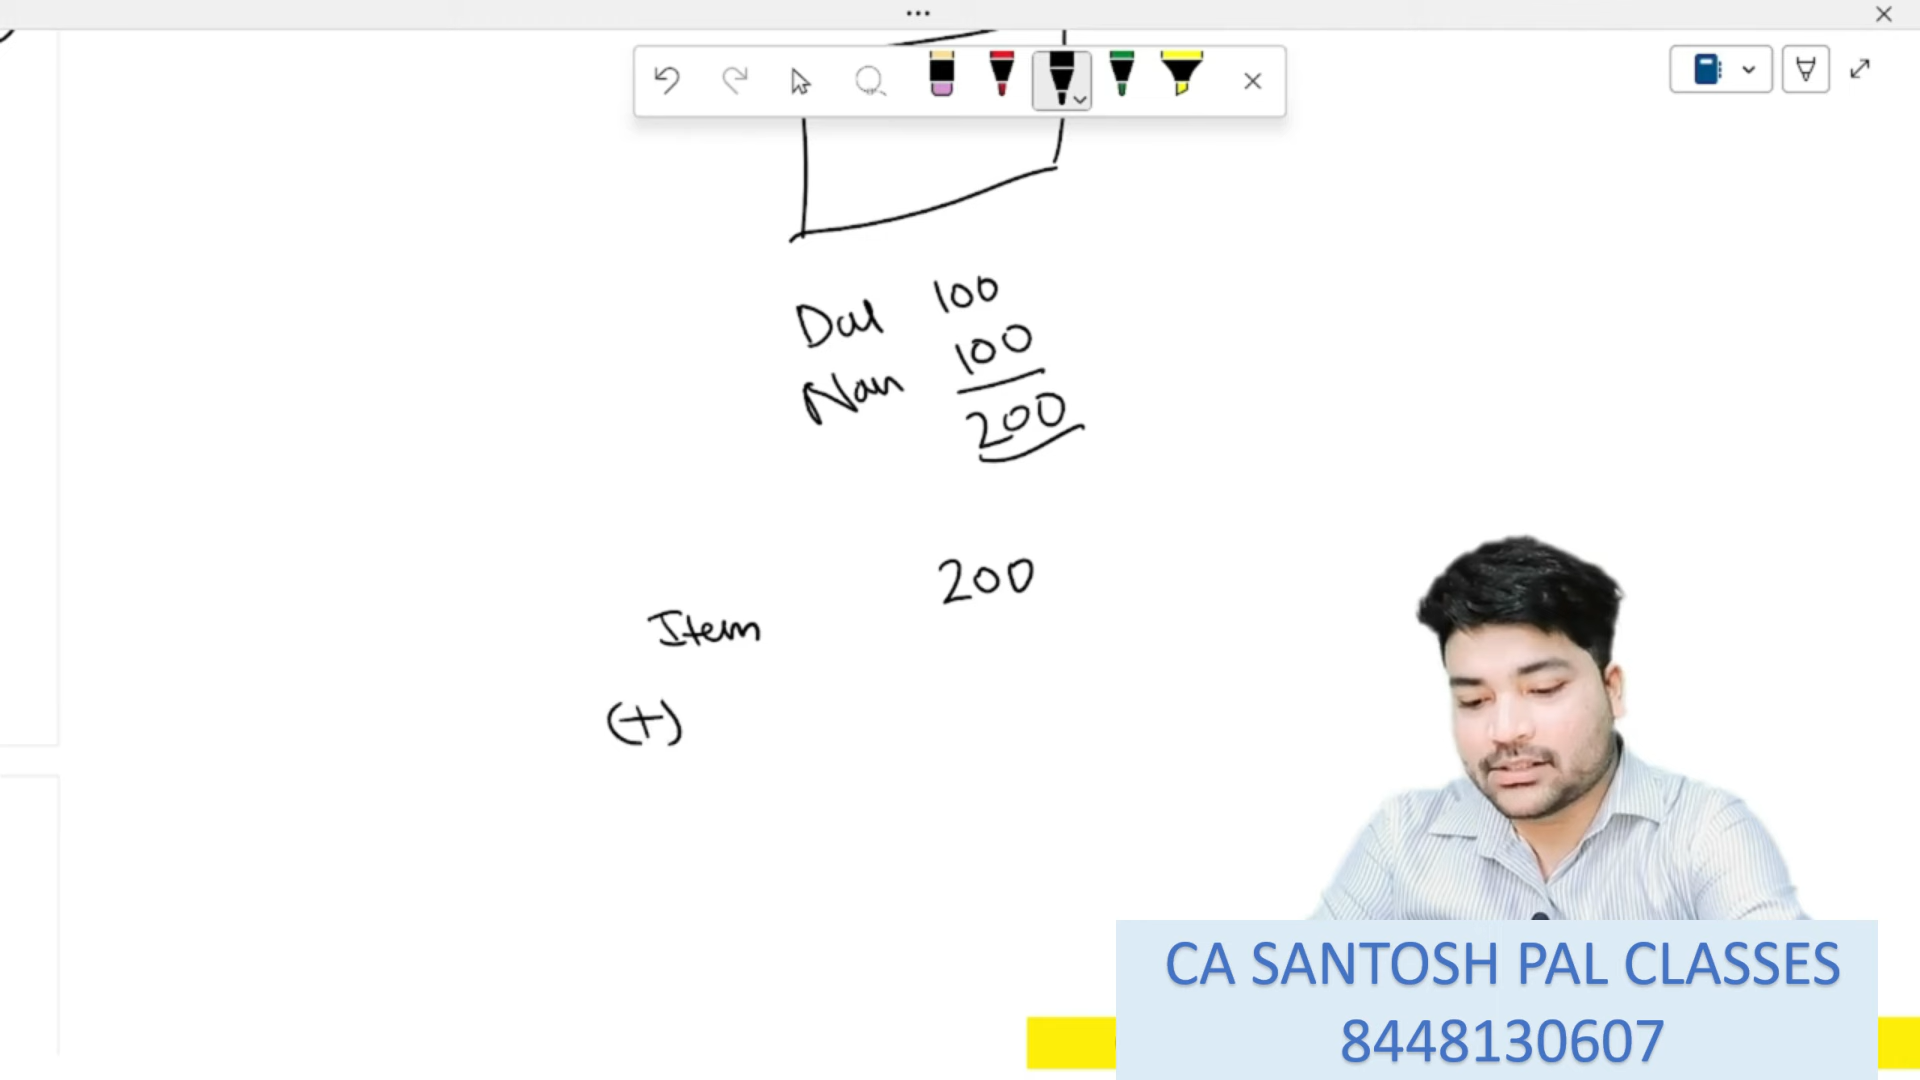 Dal 100
Nan 100
200
200
Item
(+)
CA SANTOSH PAL CLASSES
8448130607